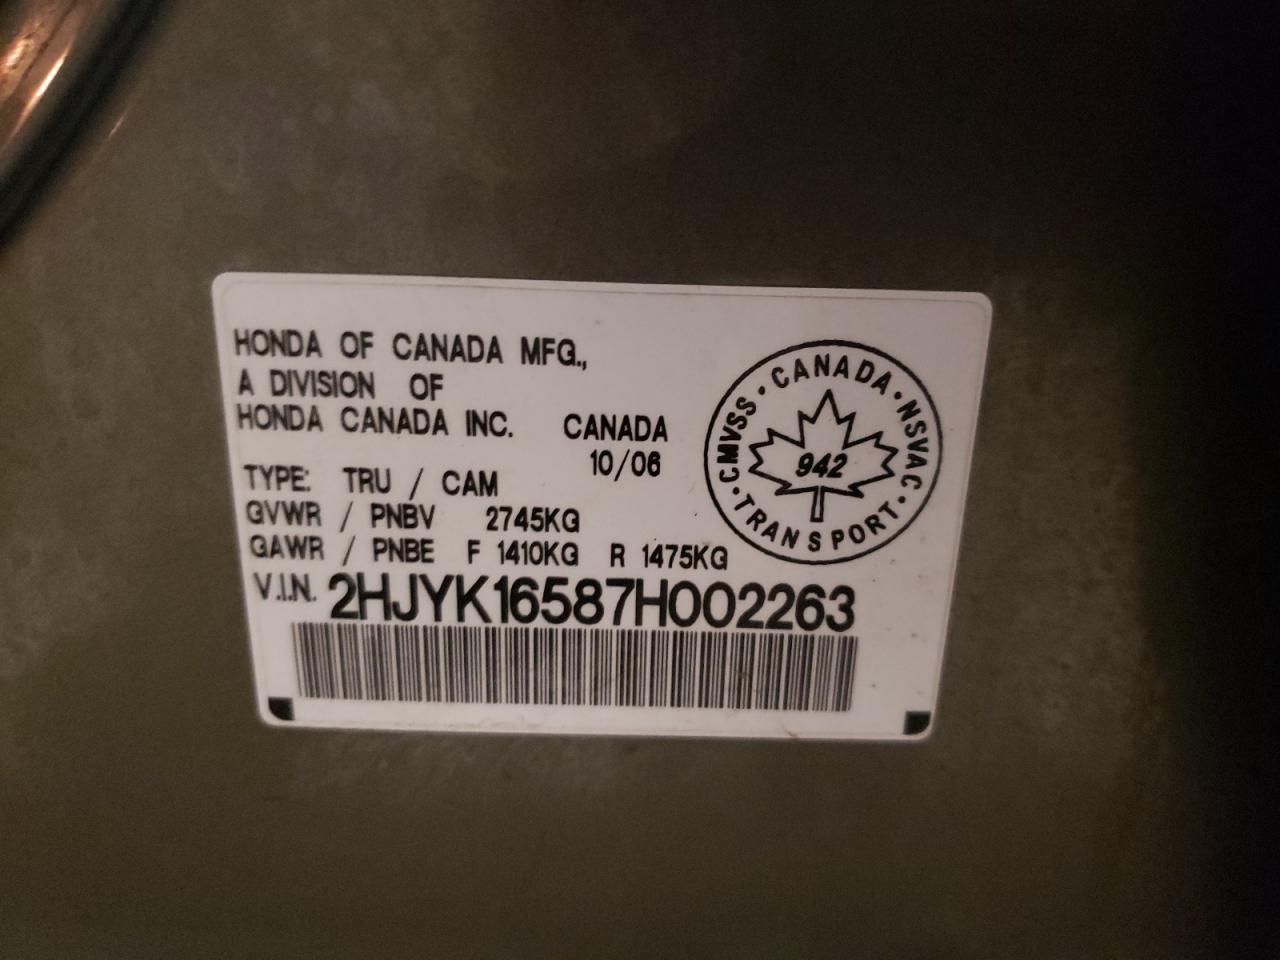 HONDA OF CANADA MFG.,
A DIVISION OF
HONDA CANADA INC. CANADA
10/06
TYPE: TRU / CAM
GVWR / PNBV 2745KG
GAWR / PNBE F 1410KG R 1475KG
V.I.N. 2HJYK16587H002263
CMVSS · CANADA · NSVAC · TRANSPORT ·
942